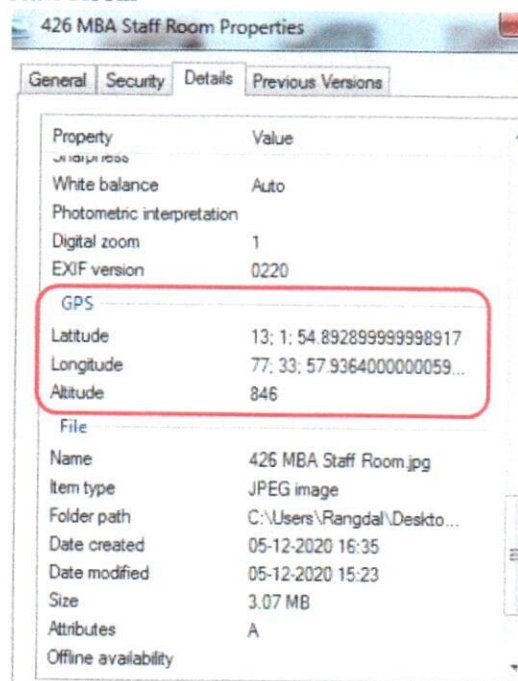 426 MBA Staff Room Properties
General Security Details Previous Versions
Property Value
Sharpness
White balance Auto
Photometric interpretation
Digital zoom 1
EXIF version 0220
GPS
Latitude 13; 1; 54.892899999998917
Longitude 77; 33; 57.9364000000059...
Altitude 846
File
Name 426 MBA Staff Room.jpg
Item type JPEG image
Folder path C:\Users\Rangdal\Deskto...
Date created 05-12-2020 16:35
Date modified 05-12-2020 15:23
Size 3.07 MB
Attributes A
Offline availability